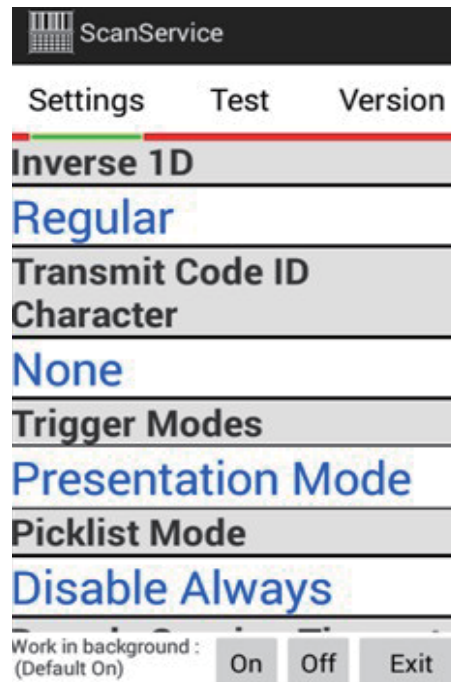 ScanService
Settings Test Version
Inverse 1D
Regular
Transmit Code ID
Character
None
Trigger Modes
Presentation Mode
Picklist Mode
Disable Always
Work in background :
(Default On) On Off Exit